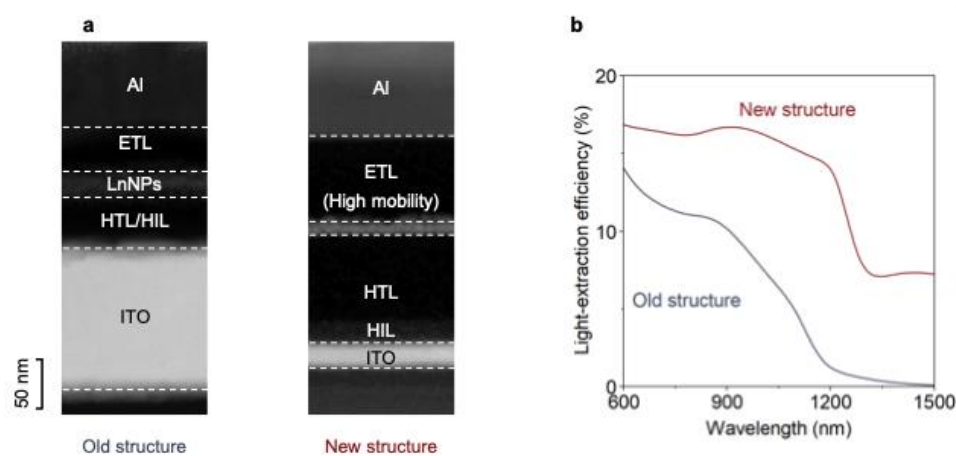 a
Al
ETL
LnNPs
HTL/HIL
ITO
50 nm
Old structure
Al
ETL
(High mobility)
HTL
HIL
ITO
New structure
b
Light-extraction efficiency (%)
20
10
0
New structure
Old structure
600 900 1200 1500
Wavelength (nm)